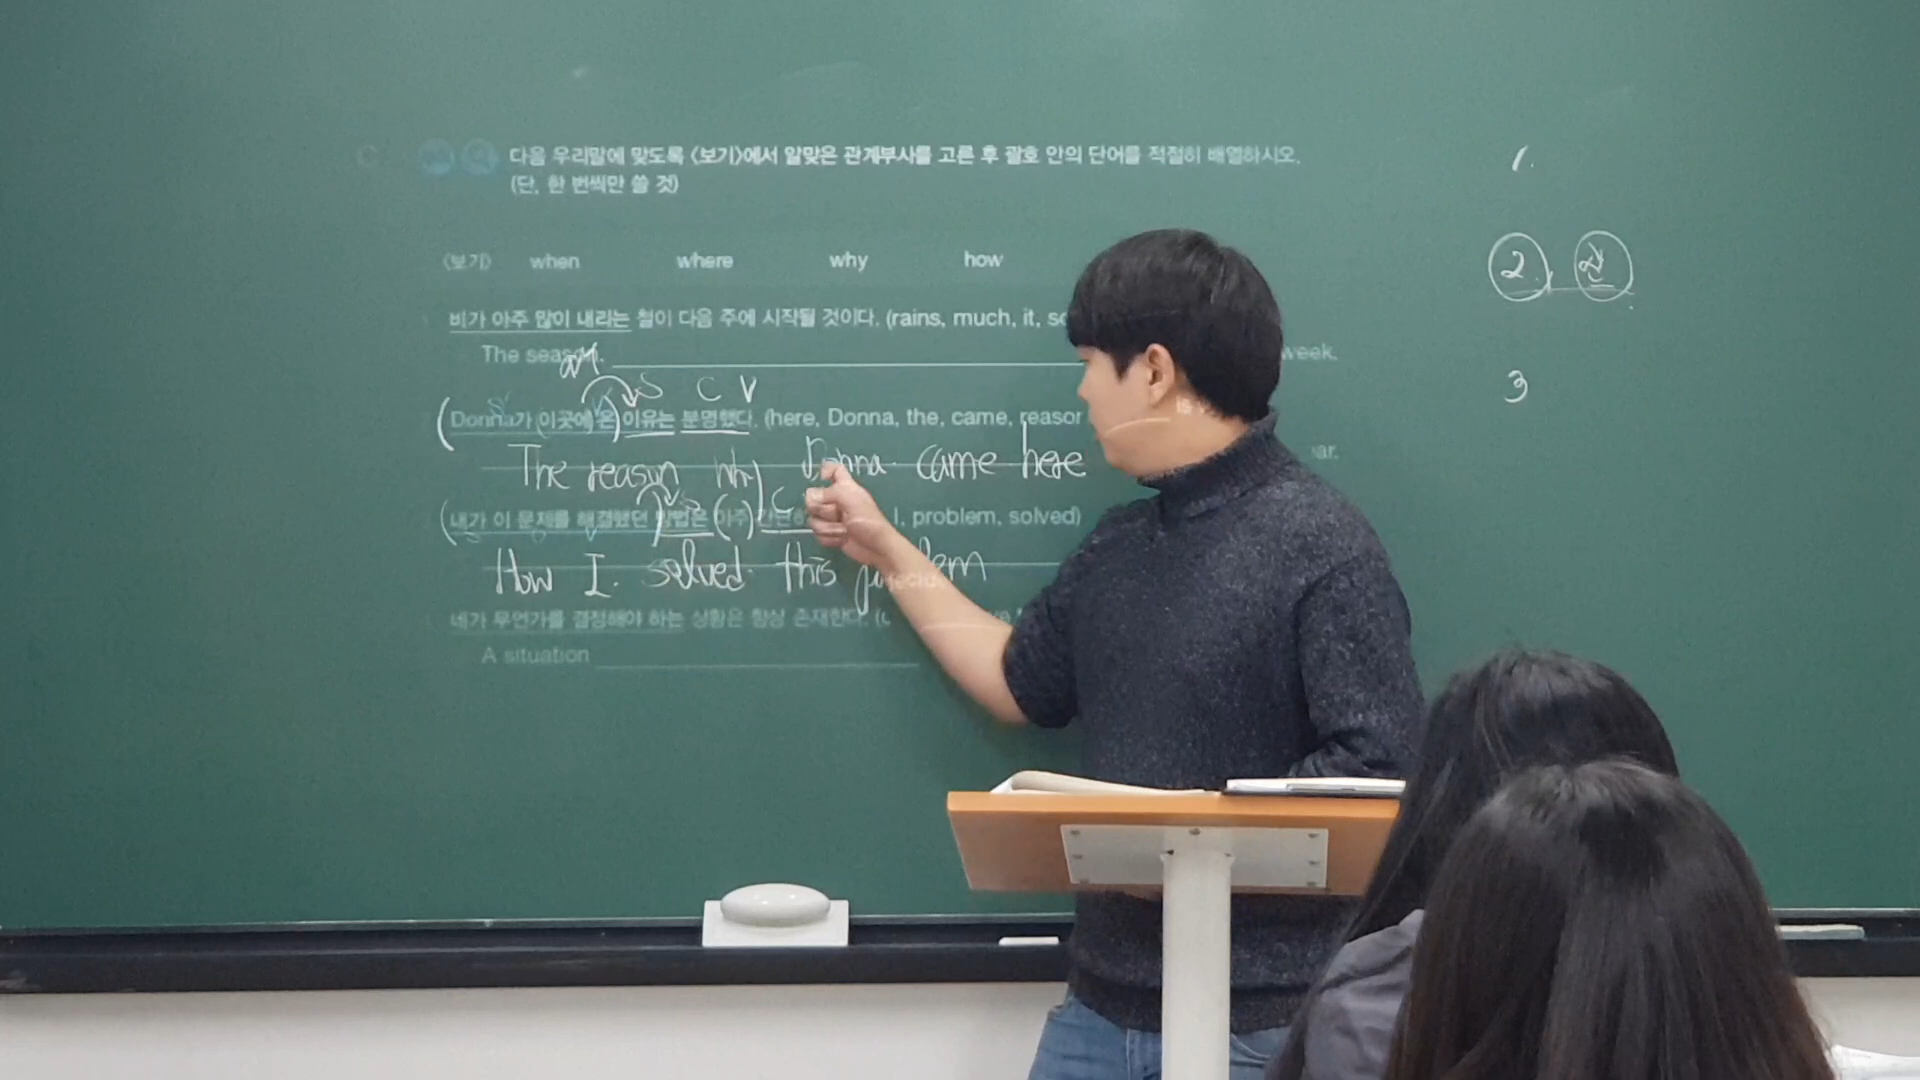 다음 우리말에 맞도록 〈보기〉에서 알맞은 관계부사를 고른 후 괄호 안의 단어를 적절히 배열하시오.
(단, 한 번씩만 쓸 것)
〈보기〉 when where why how
비가 아주 많이 내리는 철이 다음 주에 시작될 것이다. (rains, much, it,
The season week.
S C V
Donna가 이곳에 온 이유는 분명했다. (here, Donna, the, came, reason
The reason why Donna came here
S C
내가 이 문제를 해결했던 방법은 아주 I, problem, solved)
How I solved this problem
네가 무언가를 결정해야 하는 상황은 항상 존재한다.
A situation
1.
2.
3